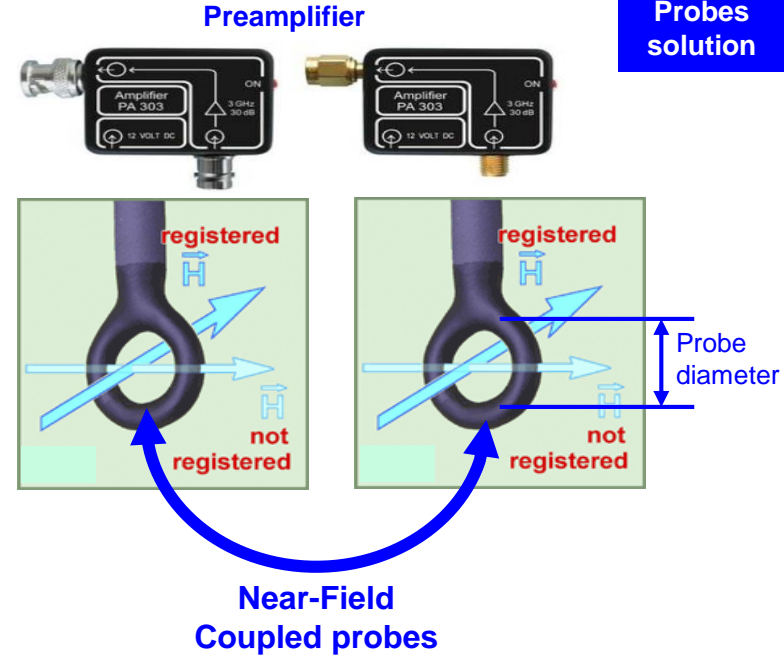 Preamplifier
Probes
solution
ON
Amplifier
PA 303
3 GHz
30 dB
12 VOLT DC
ON
Amplifier
PA 303
3 GHz
30 dB
12 VOLT DC
registered
H
H
not
registered
registered
H
H
not
registered
Probe
diameter
Near-Field
Coupled probes